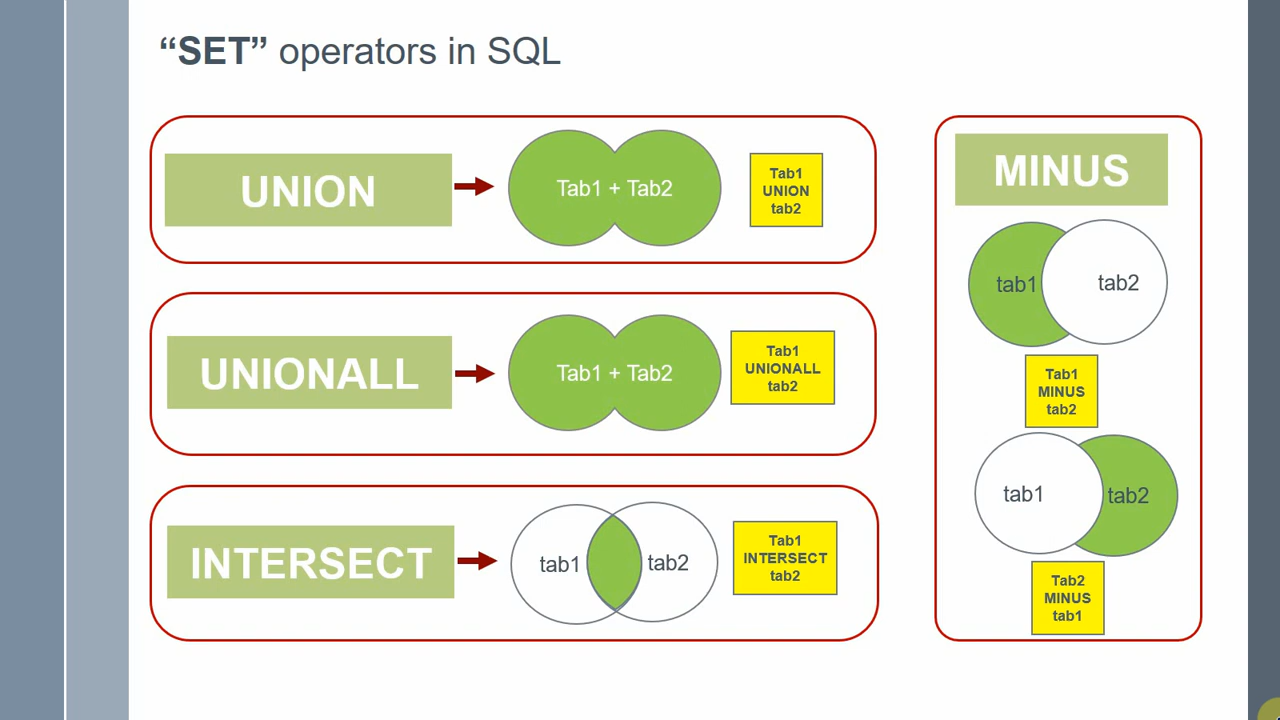 “SET” operators in SQL
UNION
Tab1 + Tab2
Tab1
UNION
tab2
UNIONALL
Tab1 + Tab2
Tab1
UNIONALL
tab2
INTERSECT
tab1
tab2
Tab1
INTERSECT
tab2
MINUS
tab1
tab2
Tab1
MINUS
tab2
tab1
tab2
Tab2
MINUS
tab1